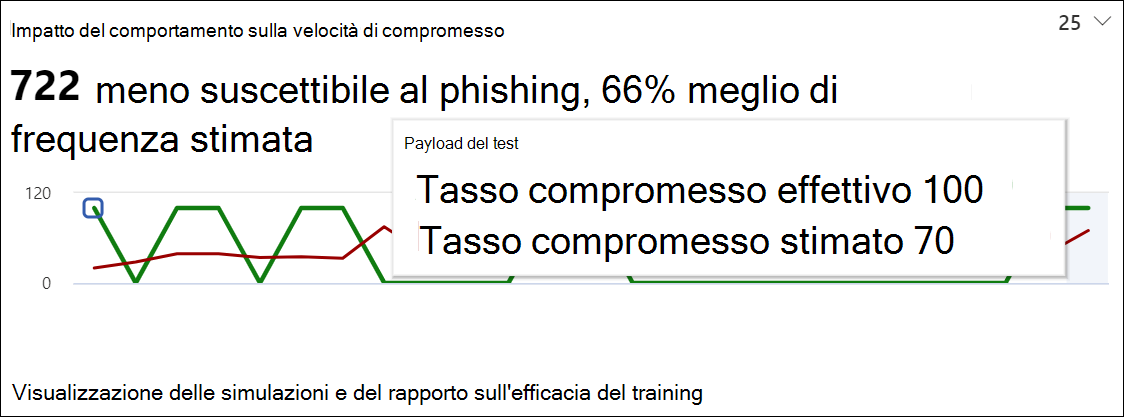 Impatto del comportamento sulla velocità di compromesso
25
722 meno suscettibile al phishing, 66% meglio di
frequenza stimata
Payload del test
Tasso compromesso effettivo 100
Tasso compromesso stimato 70
120
0
Visualizzazione delle simulazioni e del rapporto sull'efficacia del training